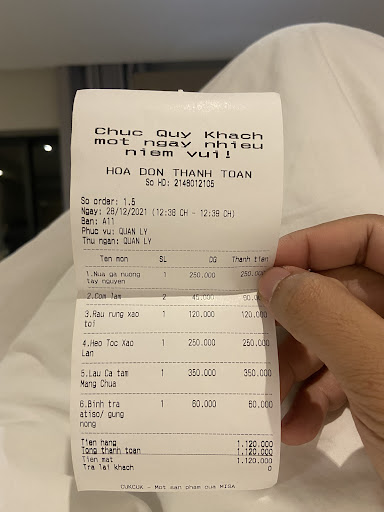 Chuc Quy Khach
mot ngay nhieu
niem vui!
HOA DON THANH TOAN
So HD: 2148012105
So order: 1.5
Ngay: 28/12/2021 (12:38 CH - 12:39 CH)
Ban: A11
Phuc vu: QUAN LY
Thu ngan: QUAN LY
Ten mon SL DG Thanh tien
1.Nua ga nuong 1 250.000 250.000
lay nguyen
2.Com lam 2 45.000
3.Rau rung xao 1 120.000 120.000
toi
4.Heo Toc Xao 1 250.000 250.000
Lan
5.Lau Ca tam 1 350.000 350.000
Mang Chua
6.Binh tra 1 60.000 60.000
atiso/ gung
nong
Tien hang 1.120.000
Tong thanh toan 1.120.000
Tien mat 1.120.000
Tra lai khach 0
CUKCUK - Mot san pham cua MISA